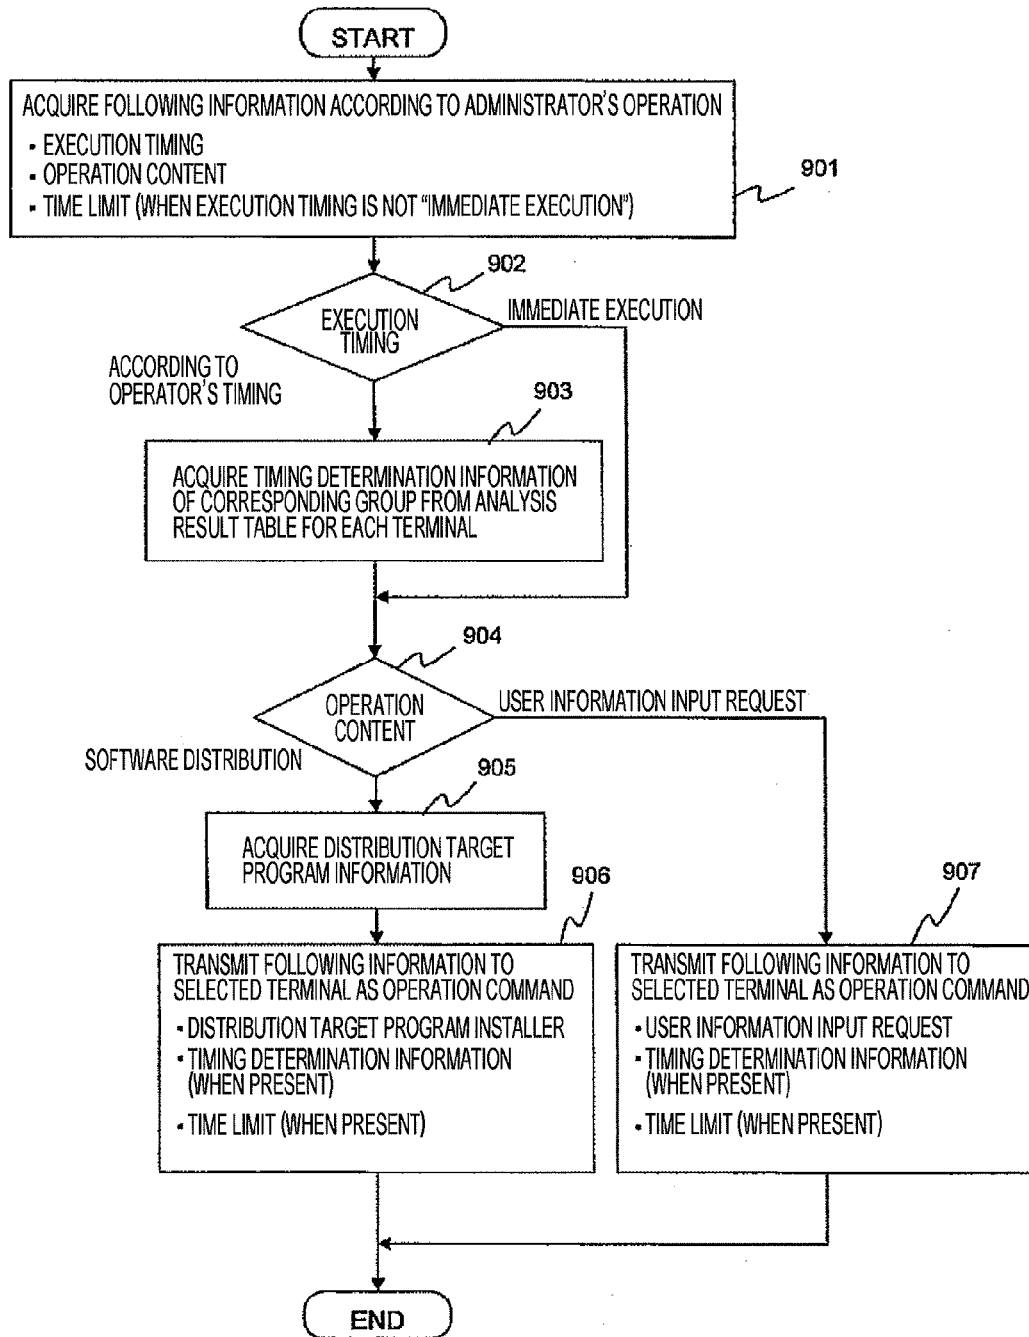 START
ACQUIRE FOLLOWING INFORMATION ACCORDING TO ADMINISTRATOR'S OPERATION
▪ EXECUTION TIMING
▪ OPERATION CONTENT
▪ TIME LIMIT (WHEN EXECUTION TIMING IS NOT "IMMEDIATE EXECUTION")
901
902
EXECUTION
TIMING
IMMEDIATE EXECUTION
ACCORDING TO
OPERATOR'S TIMING
903
ACQUIRE TIMING DETERMINATION INFORMATION
OF CORRESPONDING GROUP FROM ANALYSIS
RESULT TABLE FOR EACH TERMINAL
904
OPERATION
CONTENT
USER INFORMATION INPUT REQUEST
SOFTWARE DISTRIBUTION
905
ACQUIRE DISTRIBUTION TARGET
PROGRAM INFORMATION
906
TRANSMIT FOLLOWING INFORMATION TO
SELECTED TERMINAL AS OPERATION COMMAND
▪ DISTRIBUTION TARGET PROGRAM INSTALLER
▪ TIMING DETERMINATION INFORMATION
(WHEN PRESENT)
▪ TIME LIMIT (WHEN PRESENT)
907
TRANSMIT FOLLOWING INFORMATION TO
SELECTED TERMINAL AS OPERATION COMMAND
▪ USER INFORMATION INPUT REQUEST
▪ TIMING DETERMINATION INFORMATION
(WHEN PRESENT)
▪ TIME LIMIT (WHEN PRESENT)
END